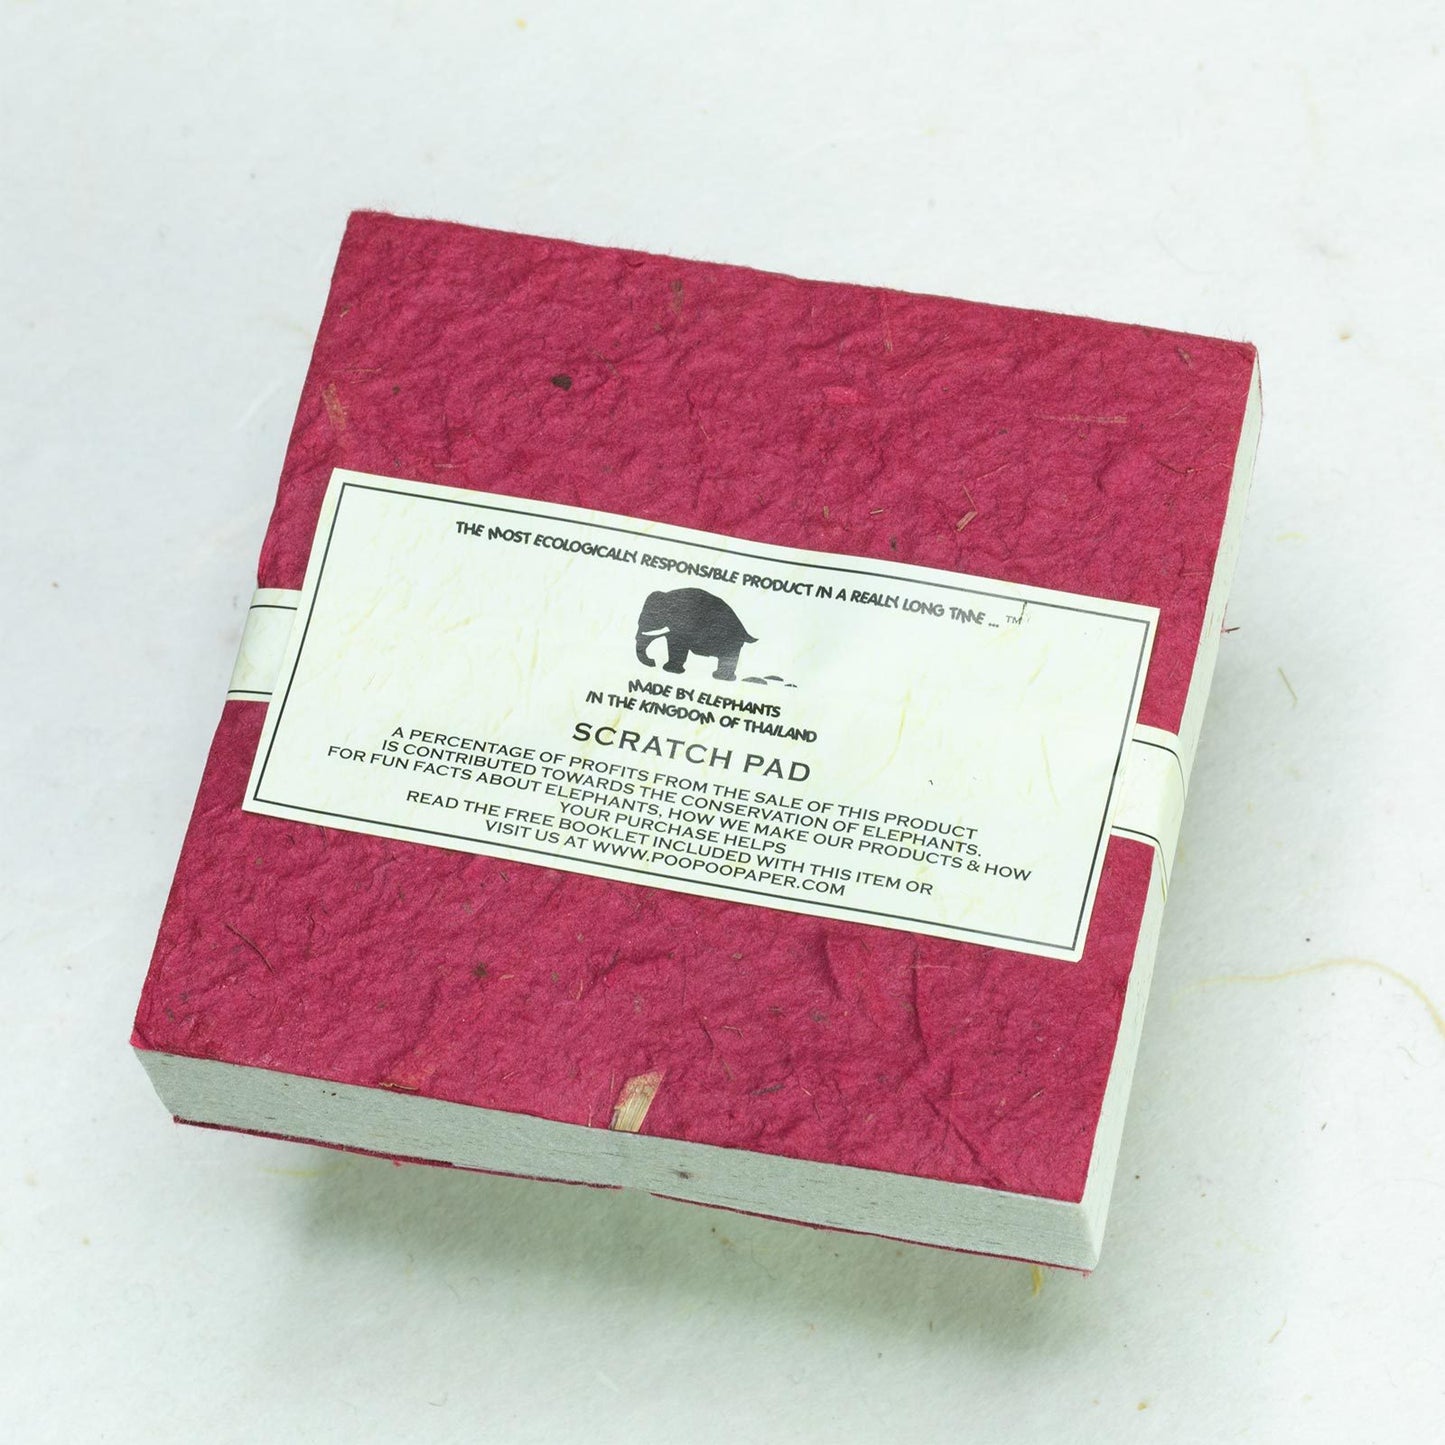 THE MOST ECOLOGICALLY RESPONSIBLE PRODUCT IN A REALLY LONG TIME ... ™
MADE BY ELEPHANTS
IN THE KINGDOM OF THAILAND
SCRATCH PAD
A PERCENTAGE OF PROFITS FROM THE SALE OF THIS PRODUCT
IS CONTRIBUTED TOWARDS THE CONSERVATION OF ELEPHANTS.
FOR FUN FACTS ABOUT ELEPHANTS, HOW WE MAKE OUR PRODUCTS & HOW
YOUR PURCHASE HELPS
READ THE FREE BOOKLET INCLUDED WITH THIS ITEM OR
VISIT US AT WWW.POOPOOPAPER.COM